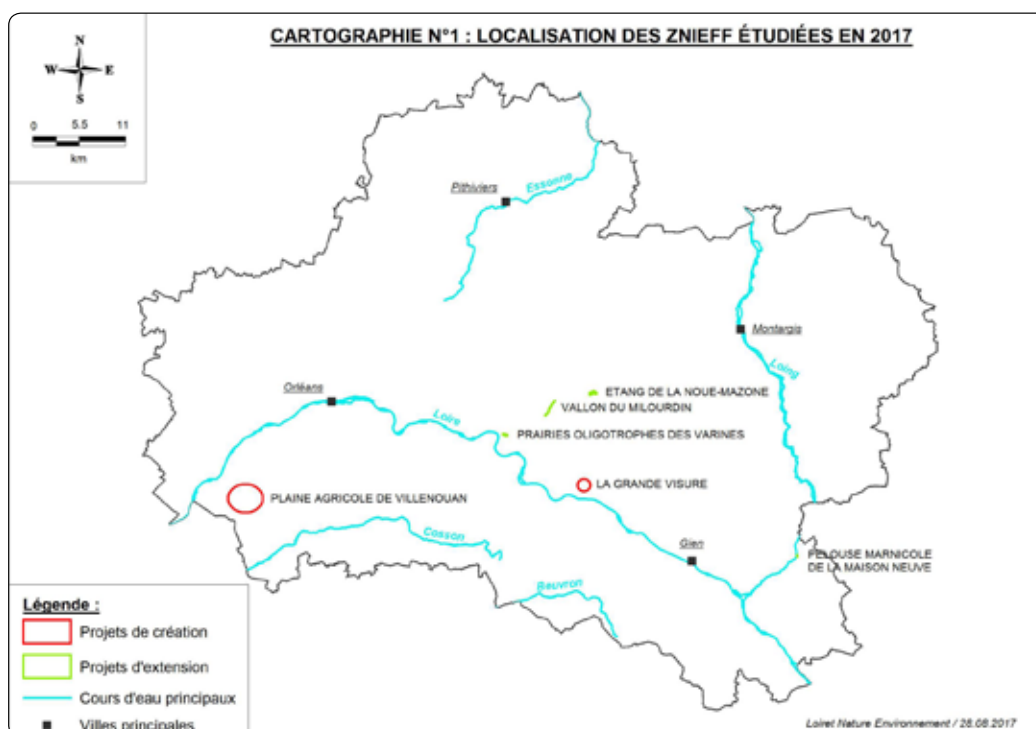 CARTOGRAPHIE N°1 : LOCALISATION DES ZNIEFF ÉTUDIÉES EN 2017
N
W E
S
0 5.5 11
km
Pithiviers
Essonne
Montargis
Loing
Orléans
Loire
ETANG DE LA NOUE-MAZONE
VALLON DU MILOURDIN
PRAIRIES OLIGOTROPHES DES VARINES
LA GRANDE VISURE
PLAINE AGRICOLE DE VILLENOUAN
Cosson
Gien
PELOUSE MARNICOLE
DE LA MAISON NEUVE
Beuvron
Légende :
Projets de création
Projets d'extension
Cours d'eau principaux
Villes principales
Loiret Nature Environnement / 28.08.2017